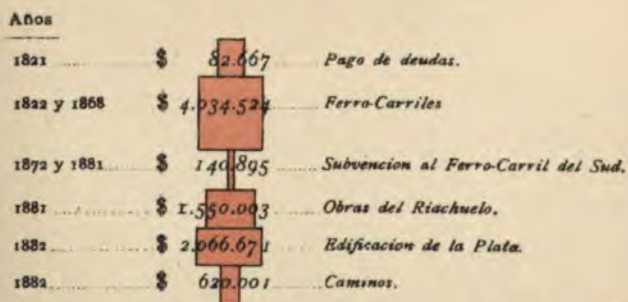 Años
1821 ........ $ 82.667 ........ Pago de deudas.
1822 y 1868 $ 4.034.524 ........ Ferro-Carriles
1872 y 1881 ..... $ 140.895 ........ Subvencion al Ferro-Carril del Sud.
1881 ........ $ 1.550.003 ........ Obras del Riachuelo.
1882 ........ $ 2.066.671 ........ Edificacion de la Plata.
1882 ........ $ 620.001 ........ Caminos.